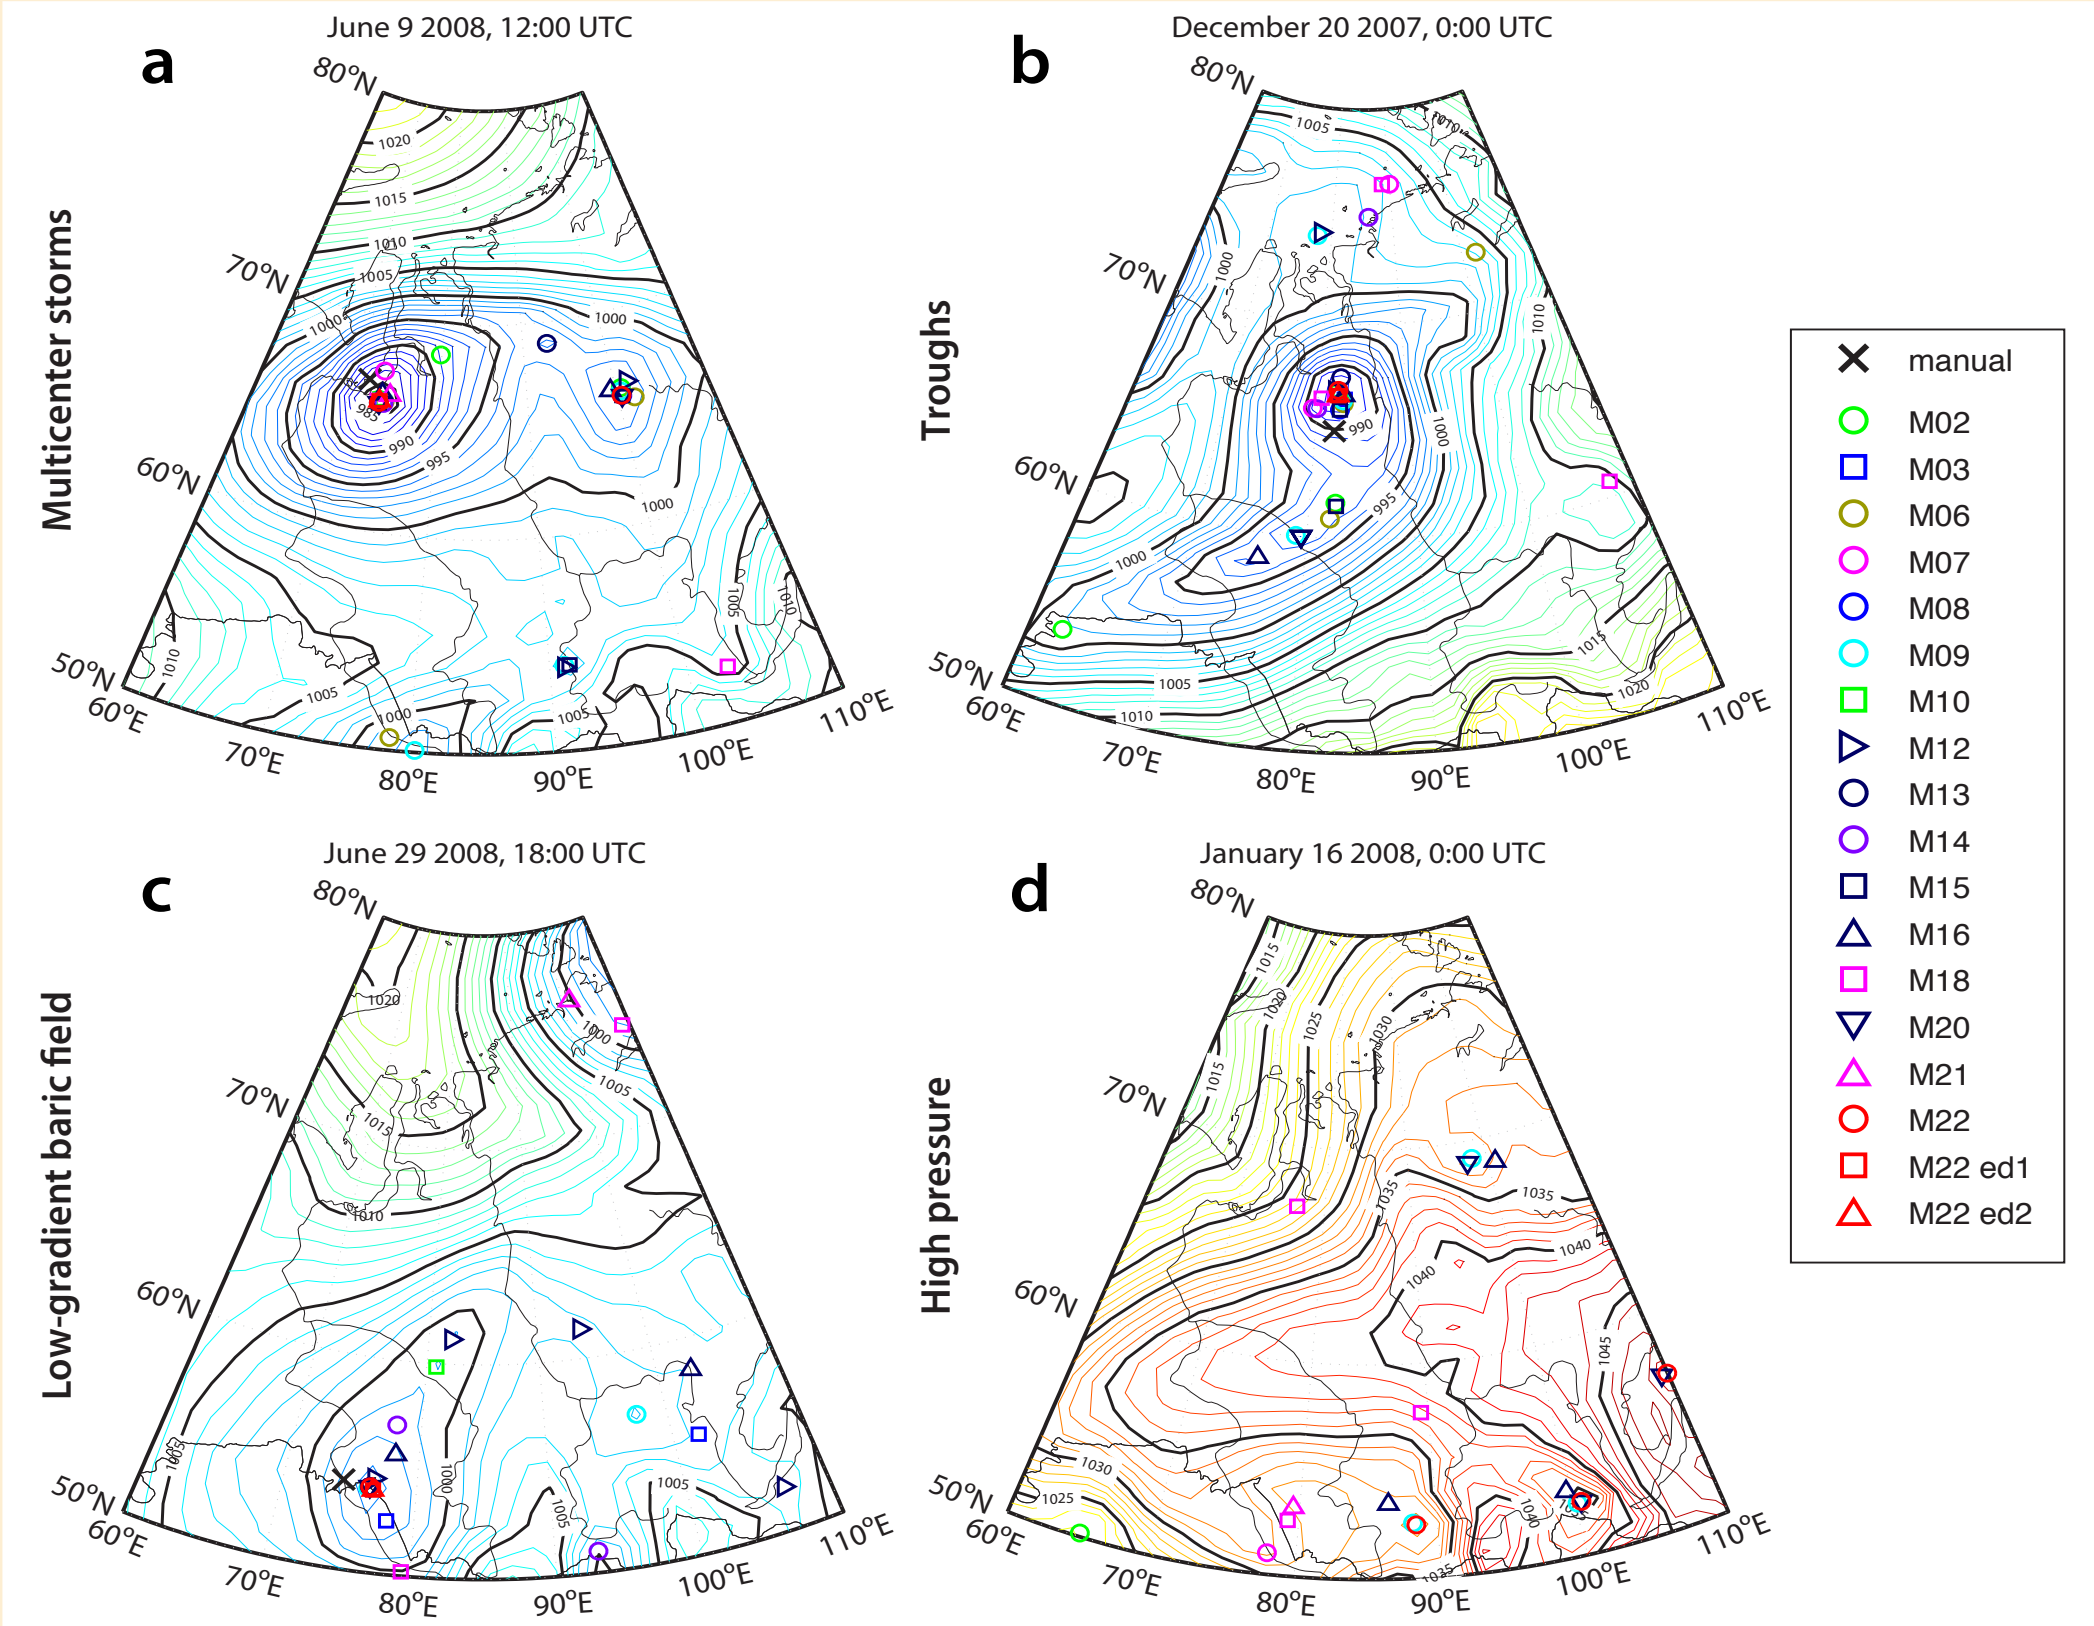 June 9 2008, 12:00 UTC
a
Multicenter storms
80°N
70°N
60°N
50°N
60°E
70°E
80°E
90°E
100°E
110°E
1020
1015
1010
1005
1000
1000
985
990
995
1000
1005
1010
1010
1005
1000
1005
December 20 2007, 0:00 UTC
b
Troughs
80°N
70°N
60°N
50°N
60°E
70°E
80°E
90°E
100°E
110°E
1005
1010
1000
1010
990
1000
995
1000
1015
1005
1020
1010
June 29 2008, 18:00 UTC
c
Low-gradient baric field
80°N
70°N
60°N
50°N
60°E
70°E
80°E
90°E
100°E
110°E
1020
1000
1005
1015
1010
1005
1000
1005
1005
January 16 2008, 0:00 UTC
d
High pressure
80°N
70°N
60°N
50°N
60°E
70°E
80°E
90°E
100°E
110°E
1015
1020
1025
1030
1015
1035
1035
1040
1040
1045
1030
1025
1040
1035
manual
M02
M03
M06
M07
M08
M09
M10
M12
M13
M14
M15
M16
M18
M20
M21
M22
M22 ed1
M22 ed2